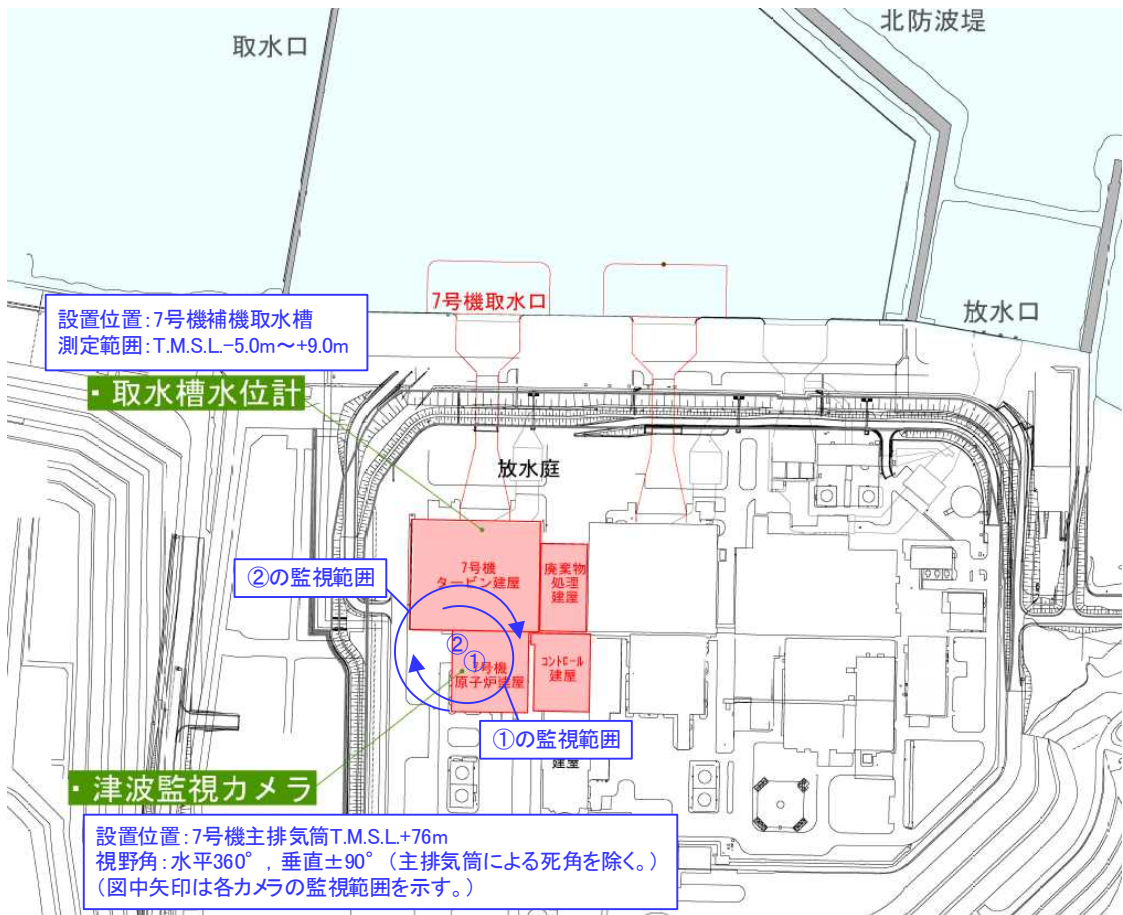 北防波堤
取水口
7号機取水口
放水口
設置位置：7号機補機取水槽
測定範囲：T.M.S.L.−5.0m～+9.0m
・取水槽水位計
放水庭
7号機
タービン建屋
廃棄物
処理
建屋
②の監視範囲
②
①
7号機
原子炉建屋
コントロール
建屋
①の監視範囲
建屋
・津波監視カメラ
設置位置：7号機主排気筒T.M.S.L.+76m
視野角：水平360°，垂直±90°（主排気筒による死角を除く。）
（図中矢印は各カメラの監視範囲を示す。）